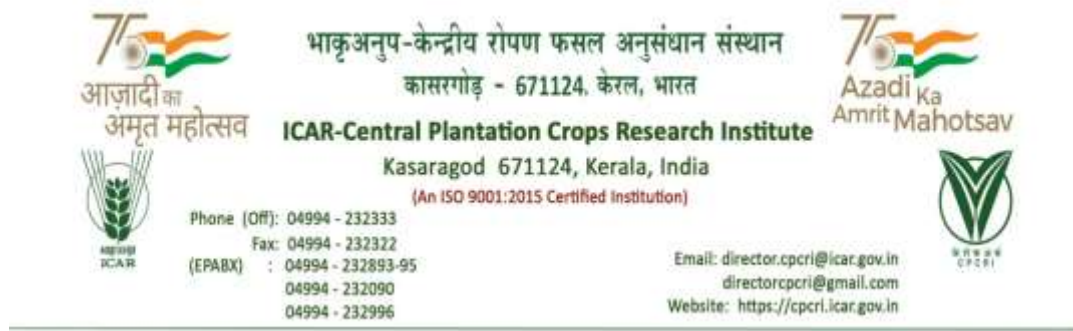 75
आज़ादी का
अमृत महोत्सव
भाकृअनुप-केन्द्रीय रोपण फसल अनुसंधान संस्थान
कासरगोड़ - 671124. केरल, भारत
ICAR-Central Plantation Crops Research Institute
Kasaragod 671124, Kerala, India
(An ISO 9001:2015 Certified Institution)
75
Azadi Ka
Amrit Mahotsav
ICAR
Phone (Off): 04994 - 232333
Fax: 04994 - 232322
(EPABX) : 04994 - 232893-95
04994 - 232090
04994 - 232996
Email: director.cpcri@icar.gov.in
directorcpcri@gmail.com
Website: https://cpcri.icar.gov.in
CPCRI